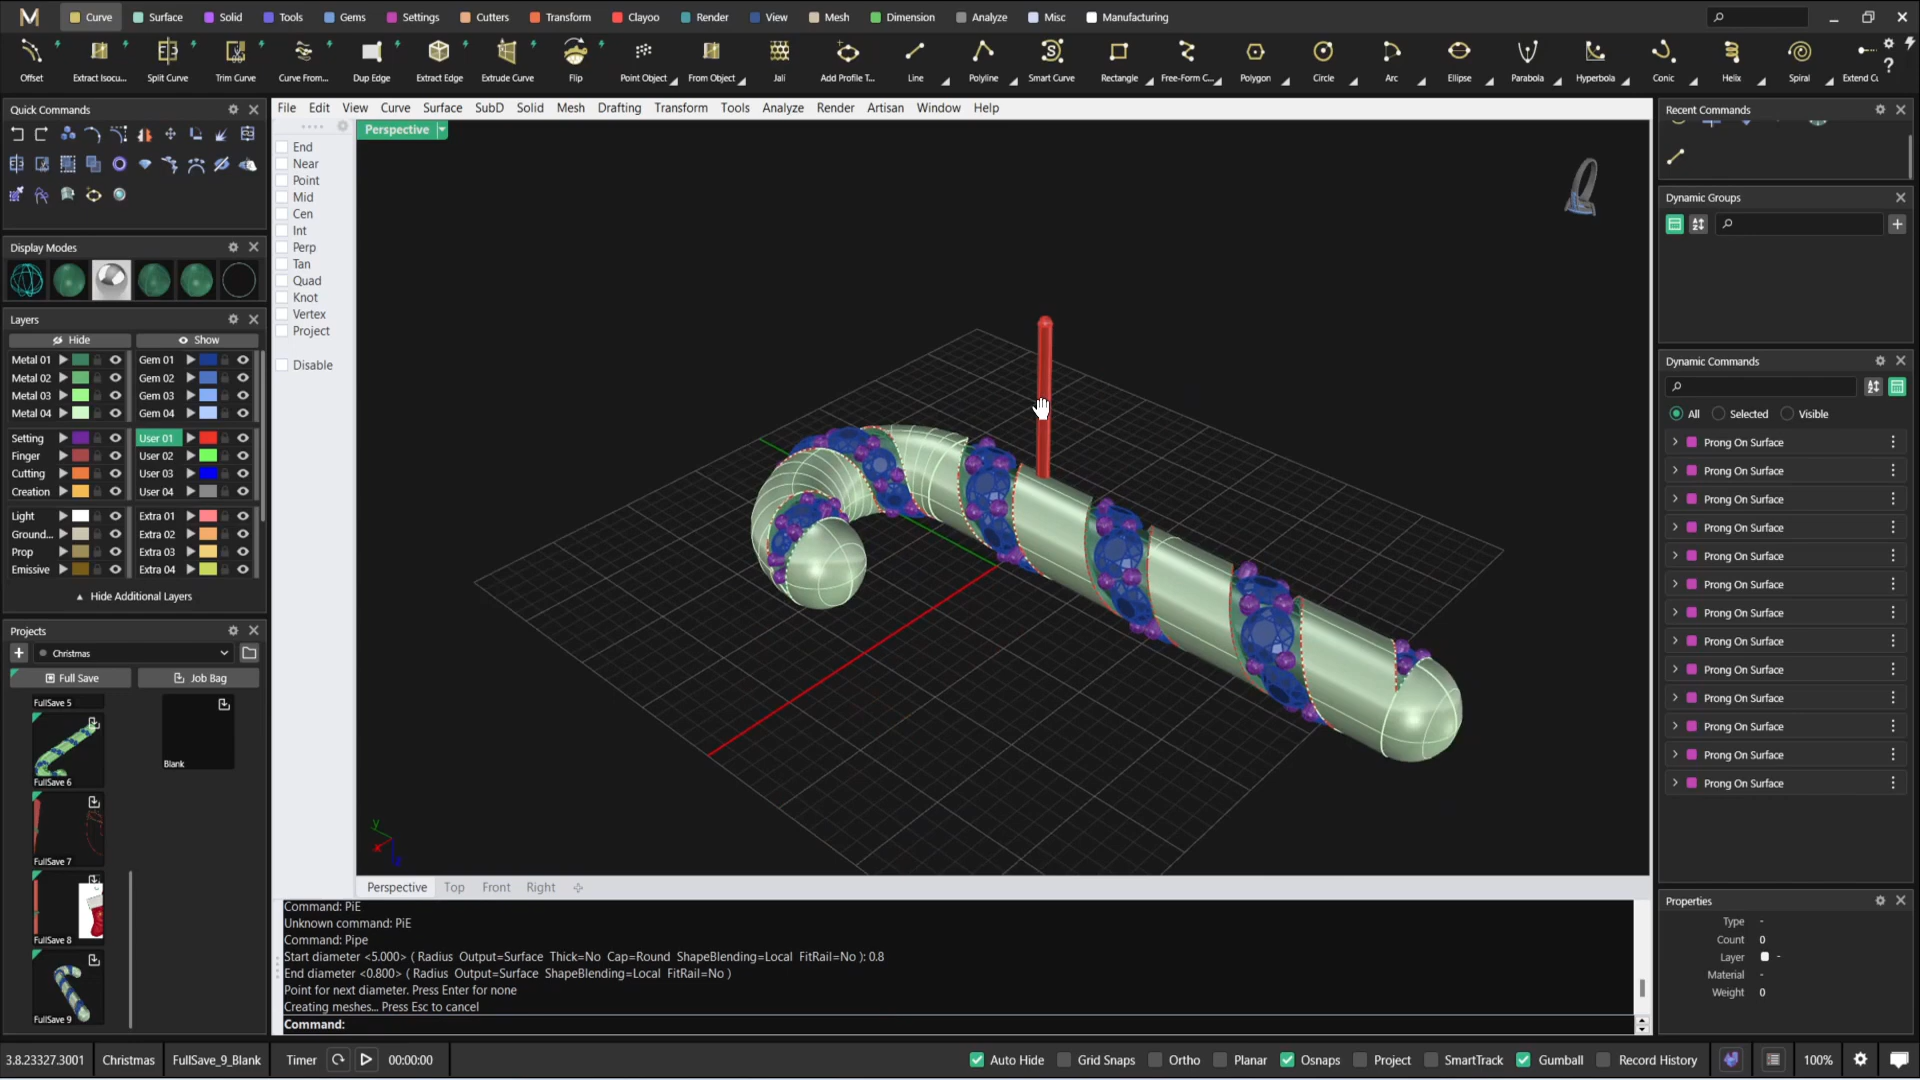 Curve Surface Solid Tools Gems Settings Cutters Transform Clayoo Render View Mesh Dimension Analyze Misc Manufacturing
Offset Extract Isocu... Split Curve Trim Curve Curve From... Dup Edge Extract Edge Extrude Curve Flip Point Object From Object Jali Add Profile T... Line Polyline Smart Curve Rectangle Free-Form C... Polygon Circle Arc Ellipse Parabola Hyperbola Conic Helix Spiral Extend Cu
Quick Commands
Display Modes
Layers
Hide Show
Metal 01 Gem 01
Metal 02 Gem 02
Metal 03 Gem 03
Metal 04 Gem 04
Setting User 01
Finger User 02
Cutting User 03
Creation User 04
Light Extra 01
Ground... Extra 02
Prop Extra 03
Emissive Extra 04
Hide Additional Layers
Projects
Christmas
Full Save Job Bag
FullSave 5
FullSave 6
Blank
FullSave 7
FullSave 8
FullSave 9
File Edit View Curve Surface SubD Solid Mesh Drafting Transform Tools Analyze Render Artisan Window Help
Perspective
End
Near
Point
Mid
Cen
Int
Perp
Tan
Quad
Knot
Vertex
Project
Disable
y
x
Perspective Top Front Right
Command: PiE
Unknown command: PiE
Command: Pipe
Start diameter <5.000> ( Radius Output=Surface Thick=No Cap=Round ShapeBlending=Local FitRail=No ): 0.8
End diameter <0.800> ( Radius Output=Surface ShapeBlending=Local FitRail=No )
Point for next diameter. Press Enter for none
Creating meshes... Press Esc to cancel
Command:
Recent Commands
Dynamic Groups
Dynamic Commands
All Selected Visible
Prong On Surface
Prong On Surface
Prong On Surface
Prong On Surface
Prong On Surface
Prong On Surface
Prong On Surface
Prong On Surface
Prong On Surface
Prong On Surface
Prong On Surface
Prong On Surface
Prong On Surface
Properties
Type -
Count 0
Layer -
Material -
Weight 0
3.8.23327.3001 Christmas FullSave_9_Blank Timer 00:00:00 Auto Hide Grid Snaps Ortho Planar Osnaps Project SmartTrack Gumball Record History 100%